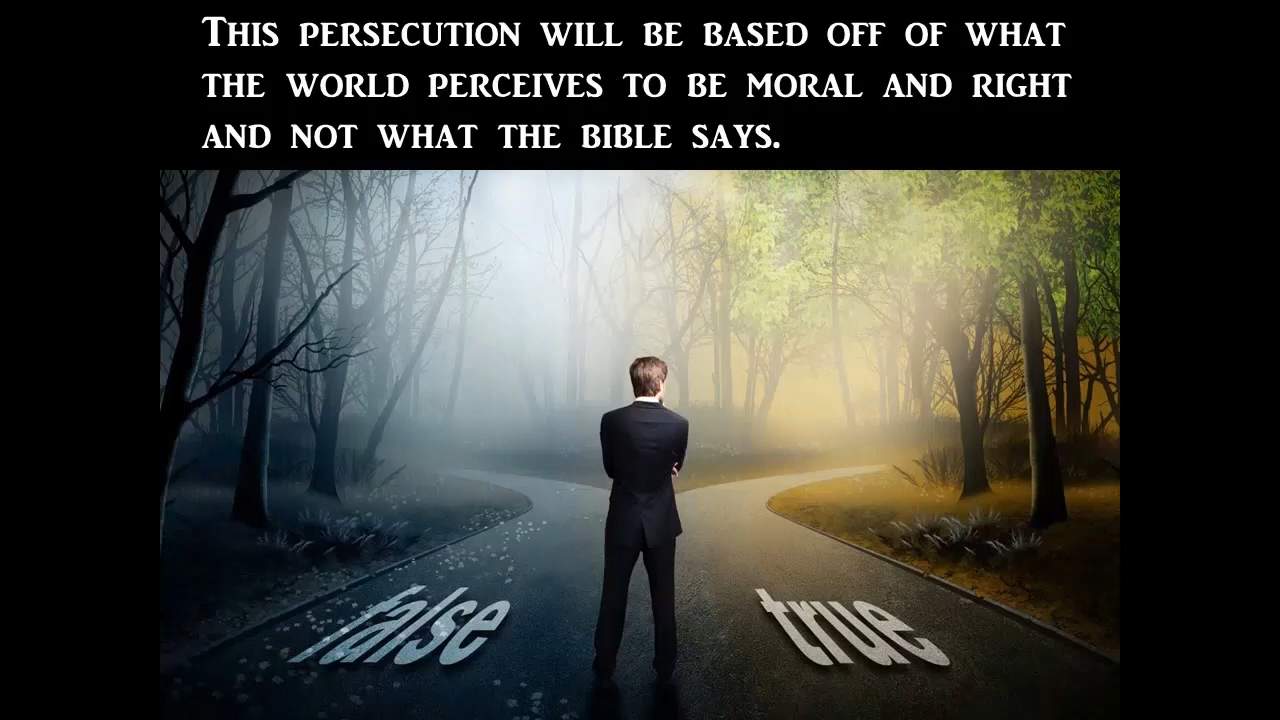 This persecution will be based off of what
the world perceives to be moral and right
and not what the bible says.
false
true